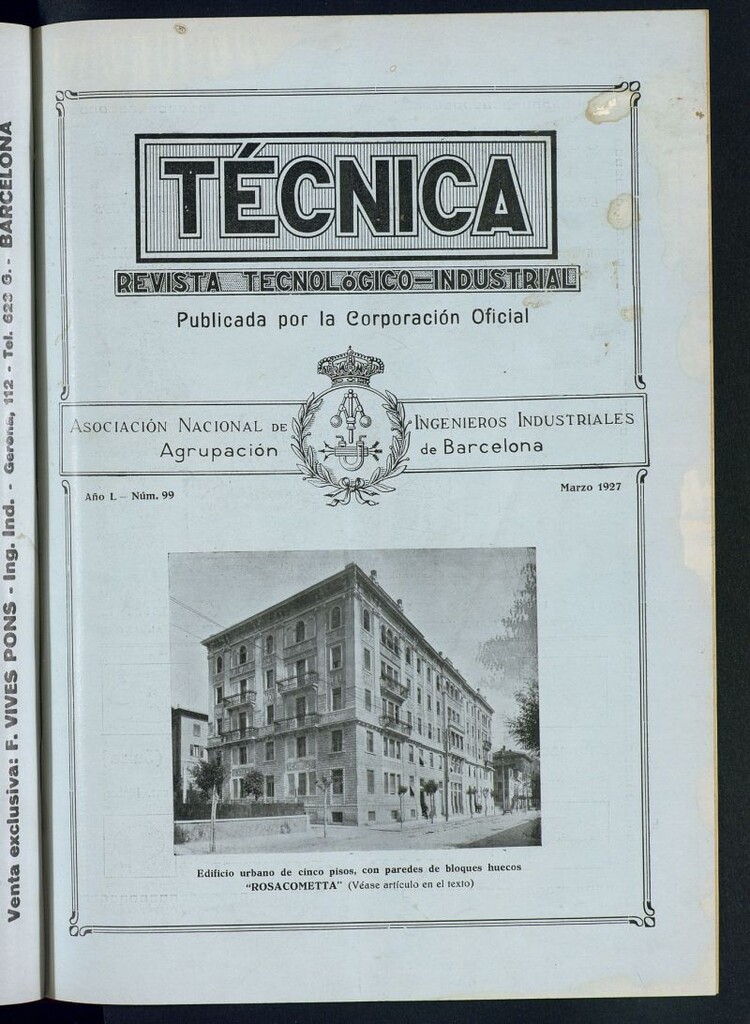 Venta exclusiva: F. VIVES PONS - Ing. Ind. - Gerona, 112 - Tel. 623 G. - BARCELONA
TÉCNICA
REVISTA TECNOLÓGICO-INDUSTRIAL
Publicada por la Corporación Oficial
ASOCIACIÓN NACIONAL DE INGENIEROS INDUSTRIALES
Agrupación de Barcelona
Año L – Núm. 99
Marzo 1927
Edificio urbano de cinco pisos, con paredes de bloques huecos
"ROSACOMETTA" (Véase artículo en el texto)